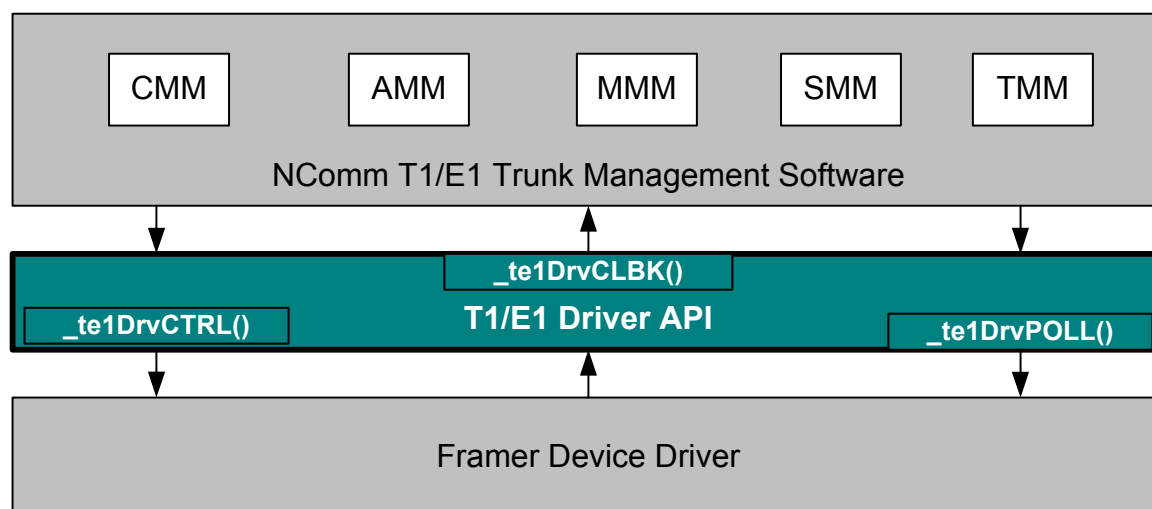 CMM AMM MMM SMM TMM
NComm T1/E1 Trunk Management Software
_te1DrvCLBK()
_te1DrvCTRL() T1/E1 Driver API _te1DrvPOLL()
Framer Device Driver